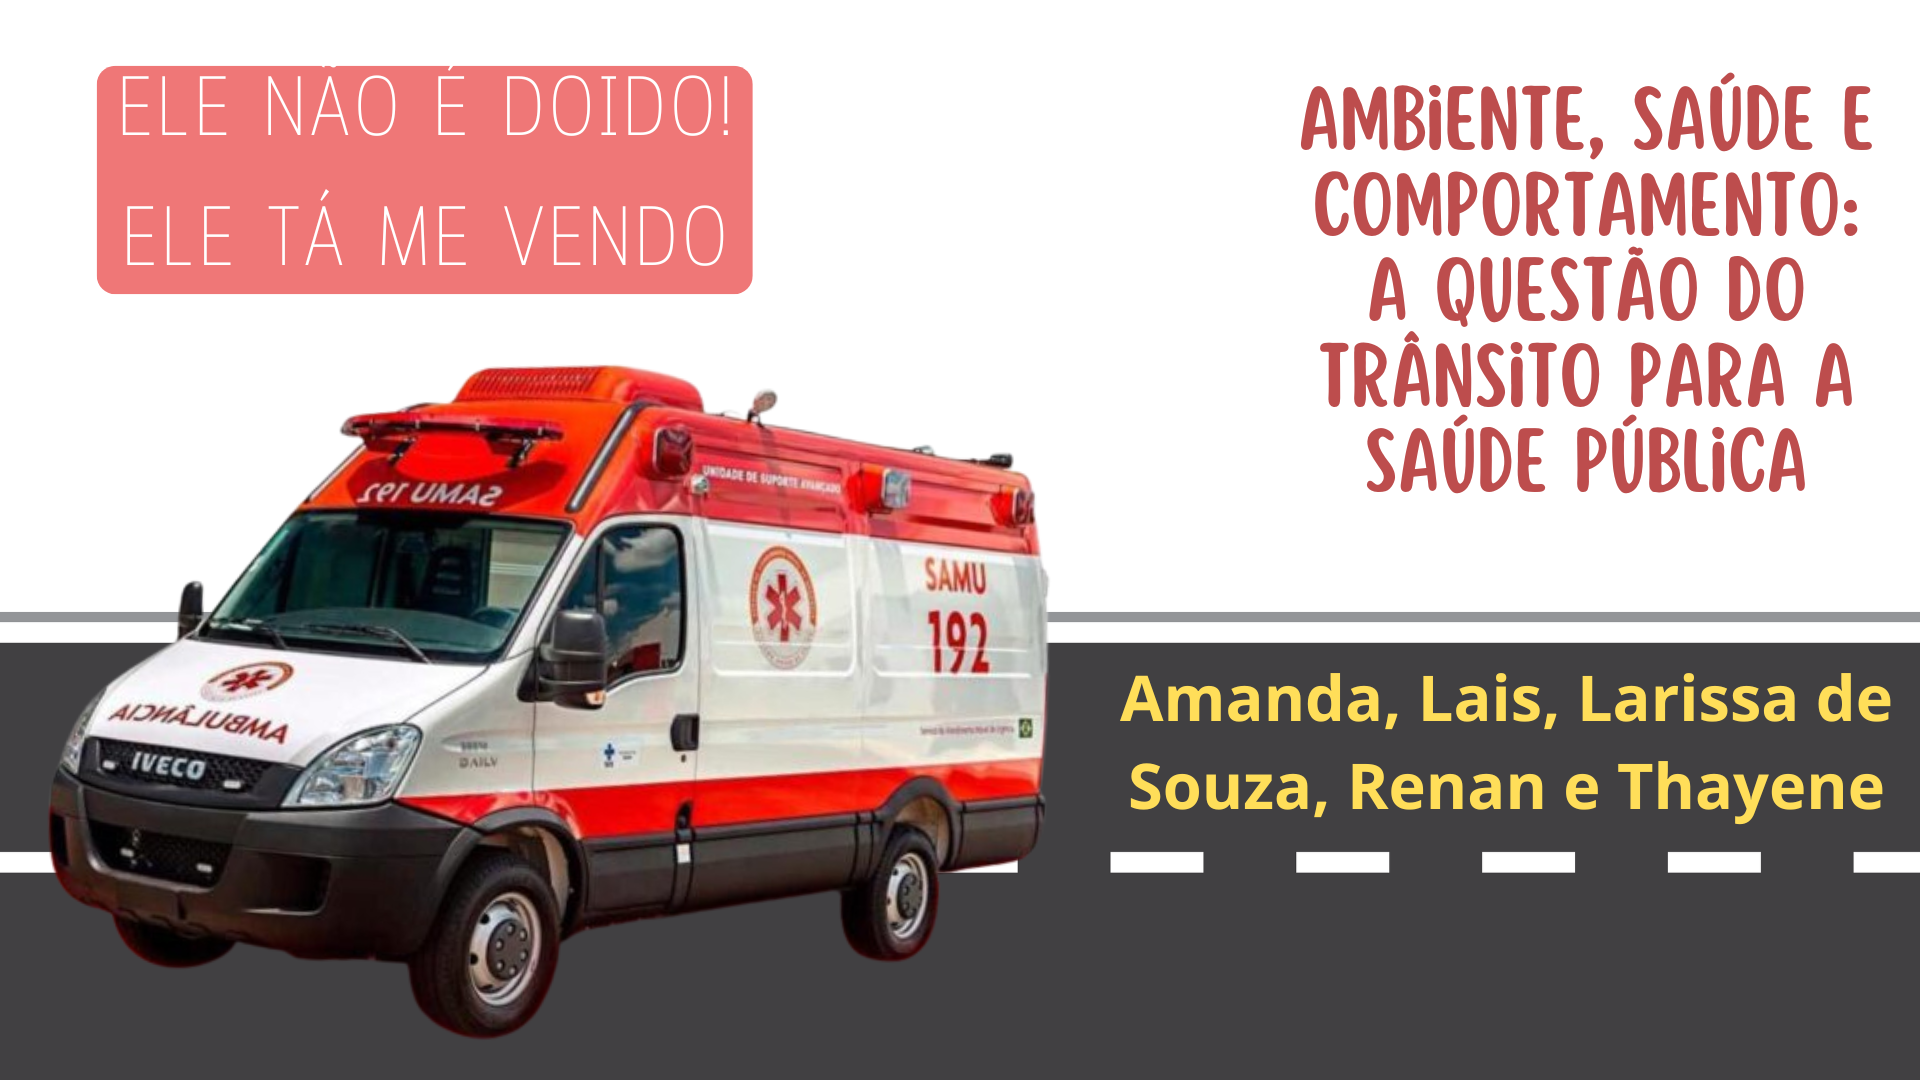 ELE NÃO É DOIDO!
ELE TÁ ME VENDO
AMBIENTE, SAÚDE E
COMPORTAMENTO:
A QUESTÃO DO
TRÂNSITO PARA A
SAÚDE PÚBLICA
SAMU 192
UNIDADE DE SUPORTE AVANÇADO
SAMU
192
AMBULÂNCIA
IVECO
DAILY
Amanda, Lais, Larissa de
Souza, Renan e Thayene